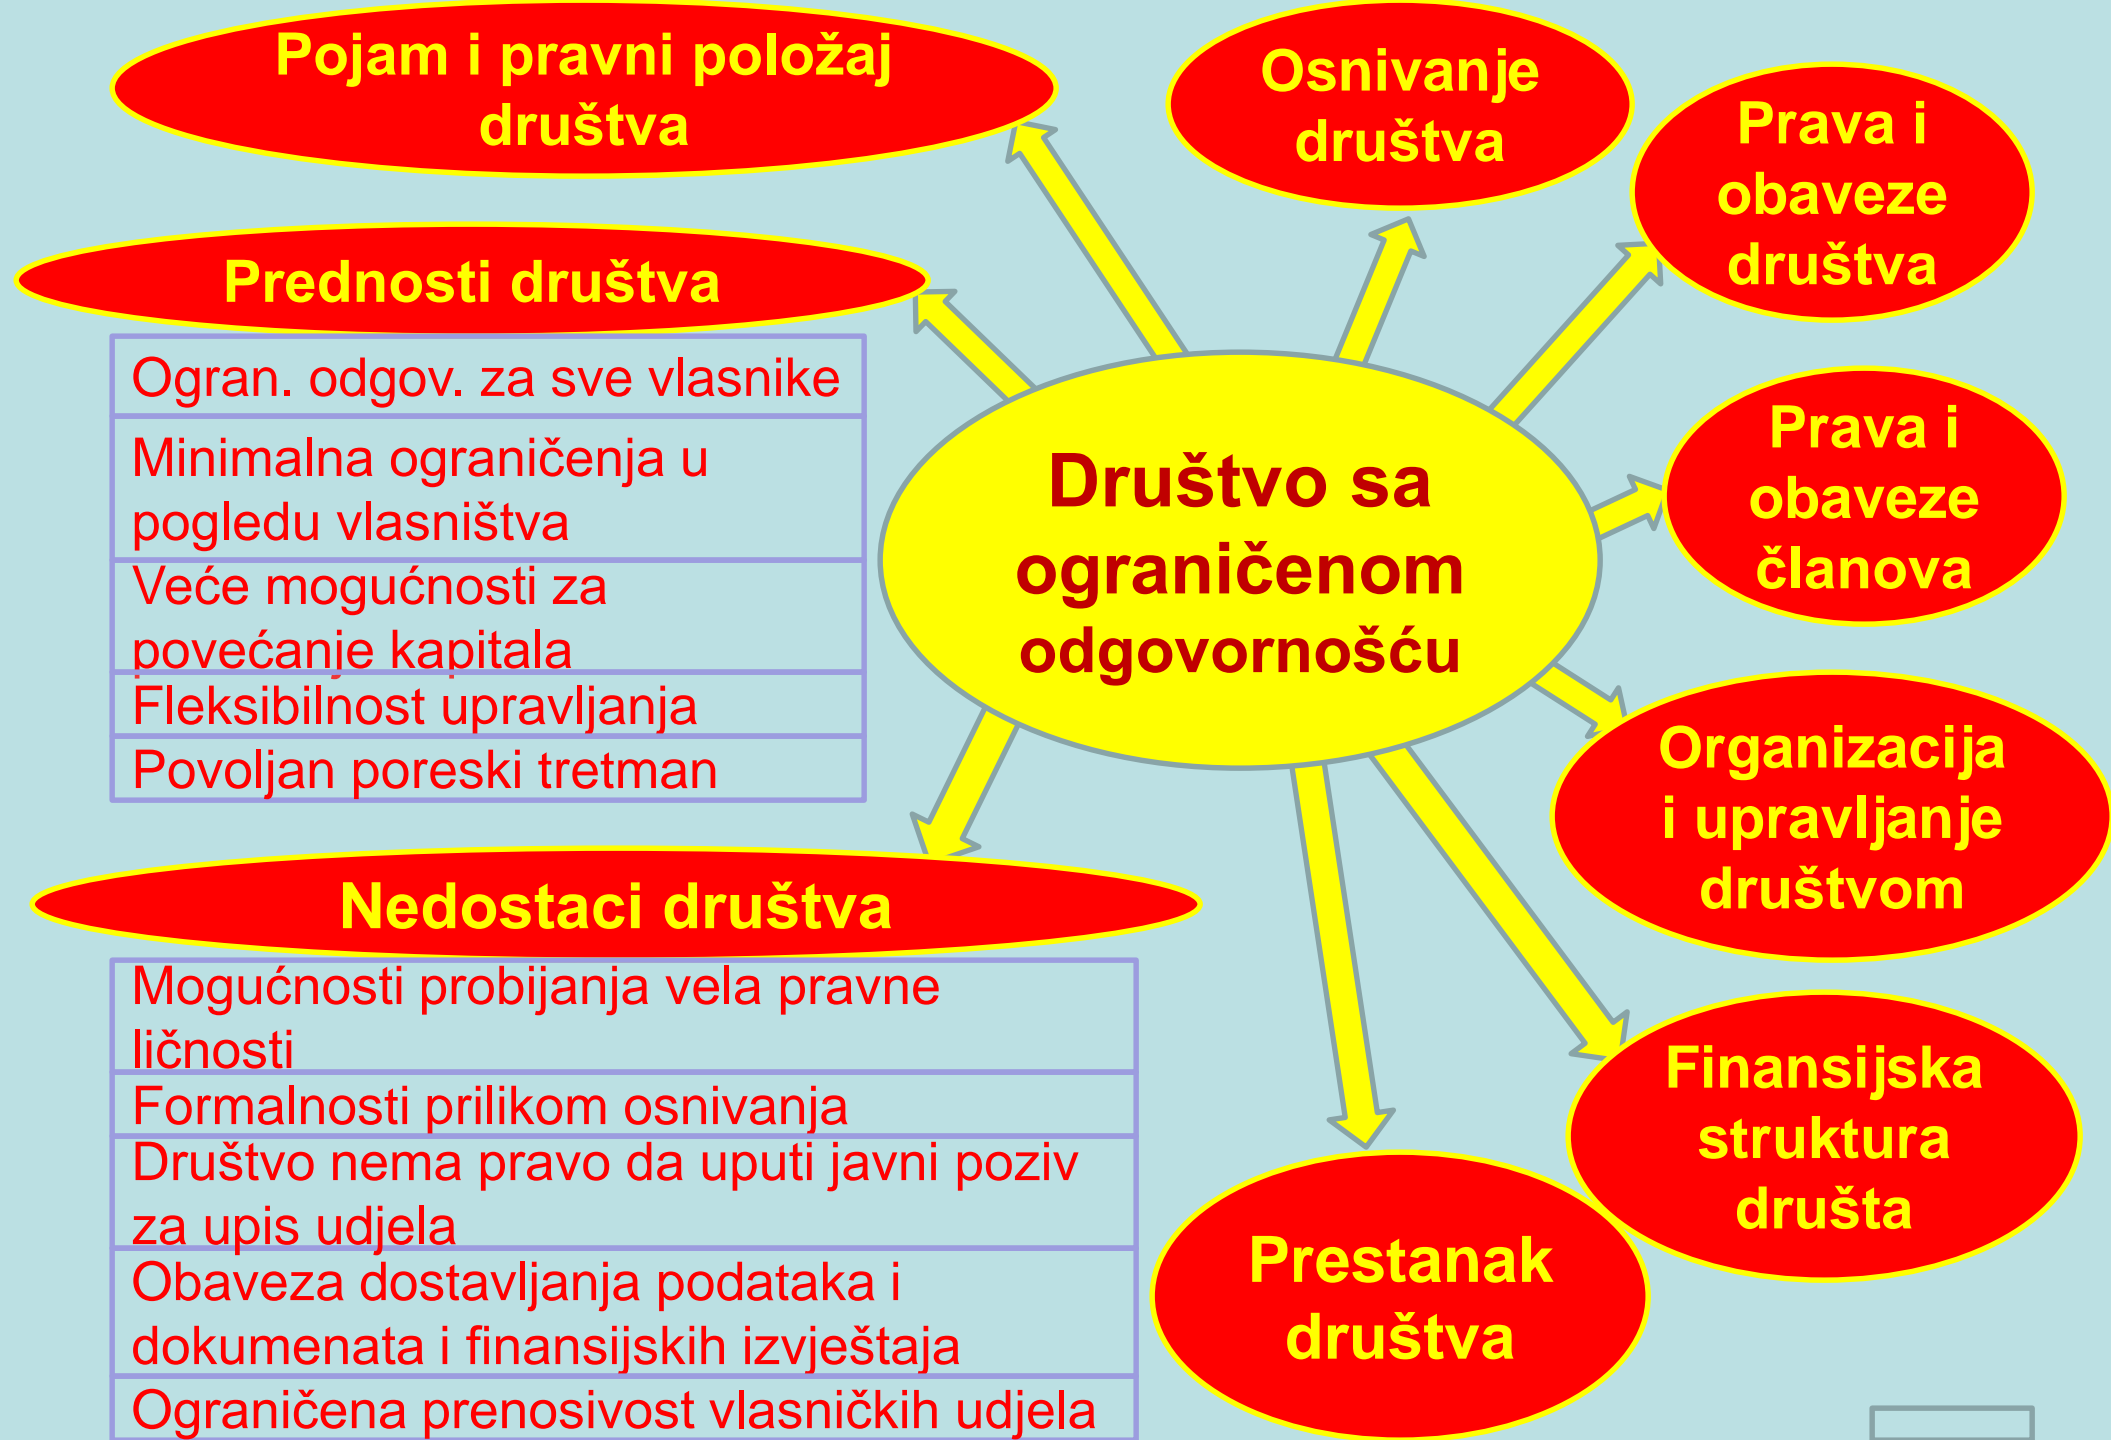 Pojam i pravni položaj
društva
Osnivanje
društva
Prava i
obaveze
društva
Prednosti društva
Ogran. odgov. za sve vlasnike
Minimalna ograničenja u
pogledu vlasništva
Veće mogućnosti za
povećanje kapitala
Fleksibilnost upravljanja
Povoljan poreski tretman
Društvo sa
ograničenom
odgovornošću
Prava i
obaveze
članova
Organizacija
i upravljanje
društvom
Nedostaci društva
Mogućnosti probijanja vela pravne
ličnosti
Formalnosti prilikom osnivanja
Društvo nema pravo da uputi javni poziv
za upis udjela
Obaveza dostavljanja podataka i
dokumenata i finansijskih izvještaja
Ograničena prenosivost vlasničkih udjela
Finansijska
struktura
društa
Prestanak
društva